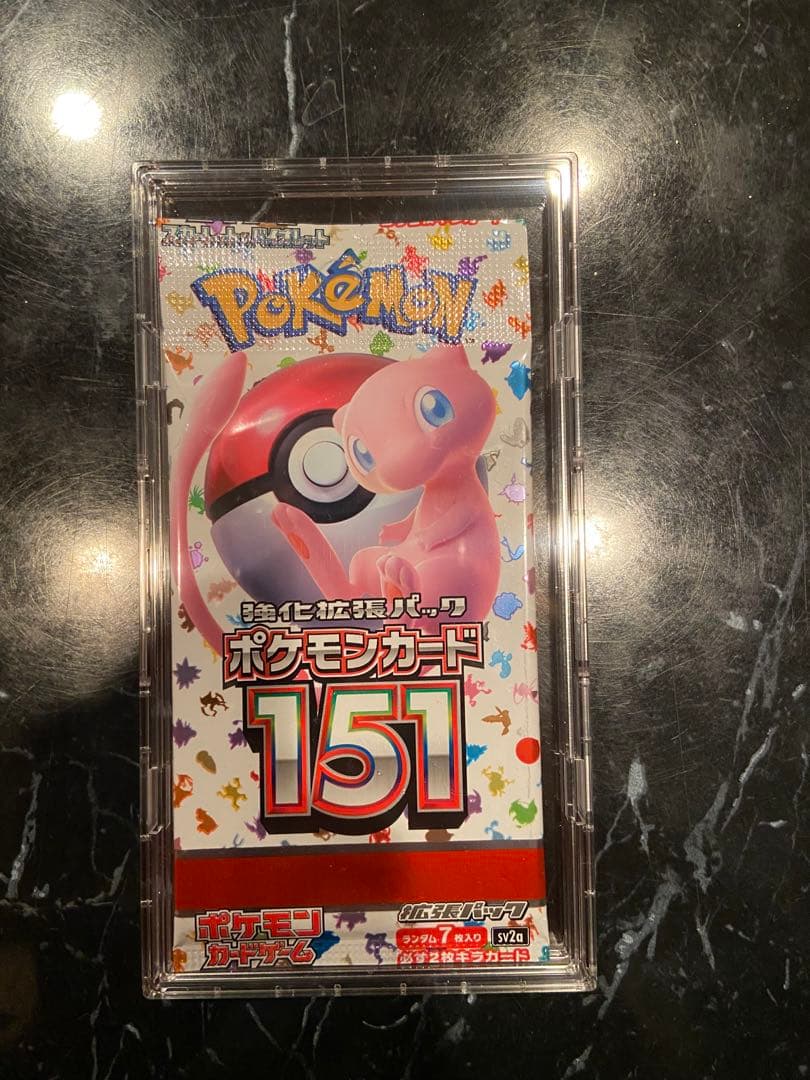 スカーレット&バイオレット
POKÉMON
強化拡張パック
ポケモンカード
151
ポケモン
カードゲーム
拡張パック
ランダム7枚入り
sv2a
必ず2枚キラカード